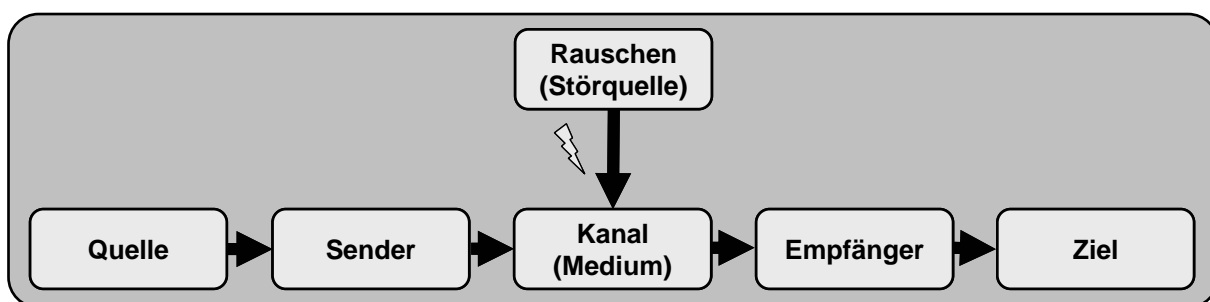 Rauschen
(Störquelle)
Quelle
Sender
Kanal
(Medium)
Empfänger
Ziel